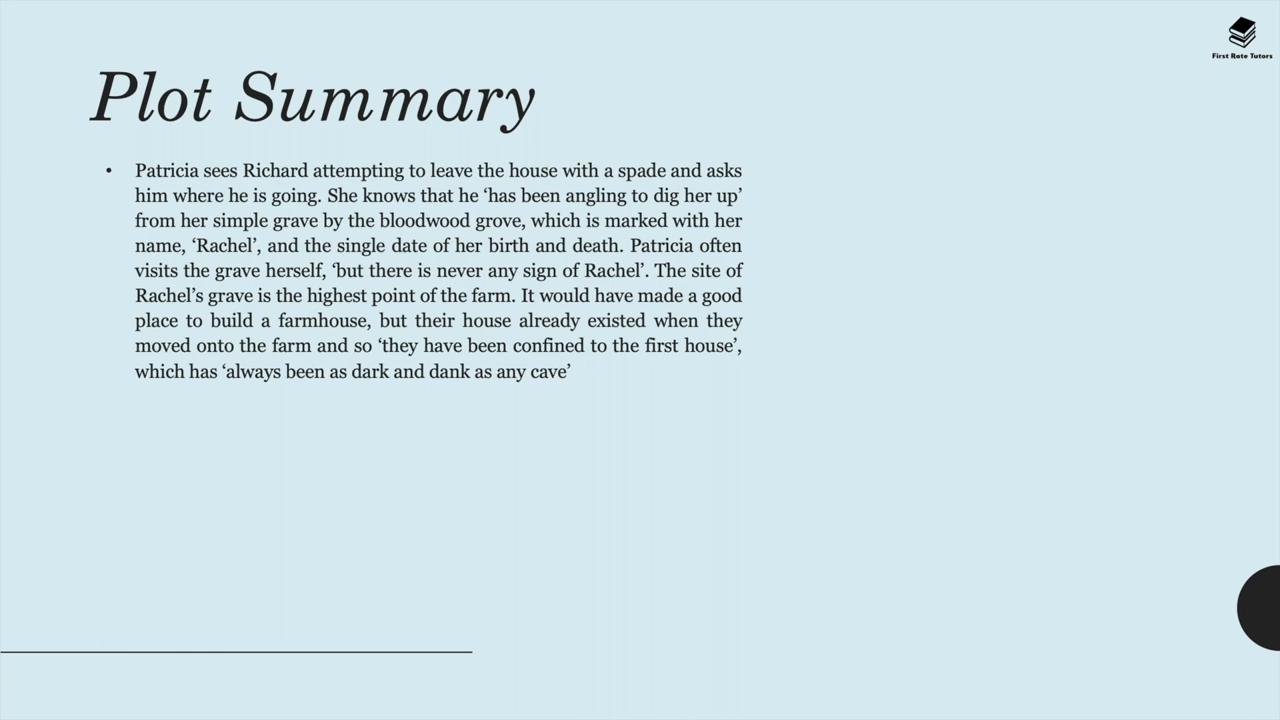 First Rate Tutors
Plot Summary
• Patricia sees Richard attempting to leave the house with a spade and asks
him where he is going. She knows that he ‘has been angling to dig her up’
from her simple grave by the bloodwood grove, which is marked with her
name, ‘Rachel’, and the single date of her birth and death. Patricia often
visits the grave herself, ‘but there is never any sign of Rachel’. The site of
Rachel’s grave is the highest point of the farm. It would have made a good
place to build a farmhouse, but their house already existed when they
moved onto the farm and so ‘they have been confined to the first house’,
which has ‘always been as dark and dank as any cave’